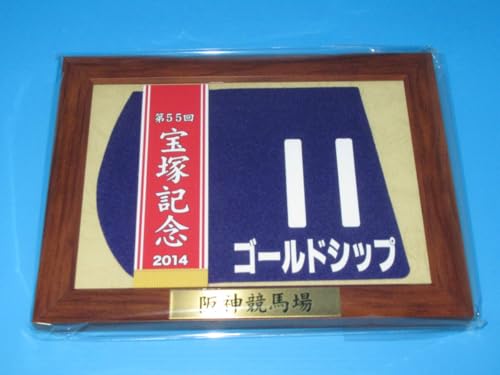 第55回
宝塚記念
2014
11
ゴールドシップ
阪神競馬場